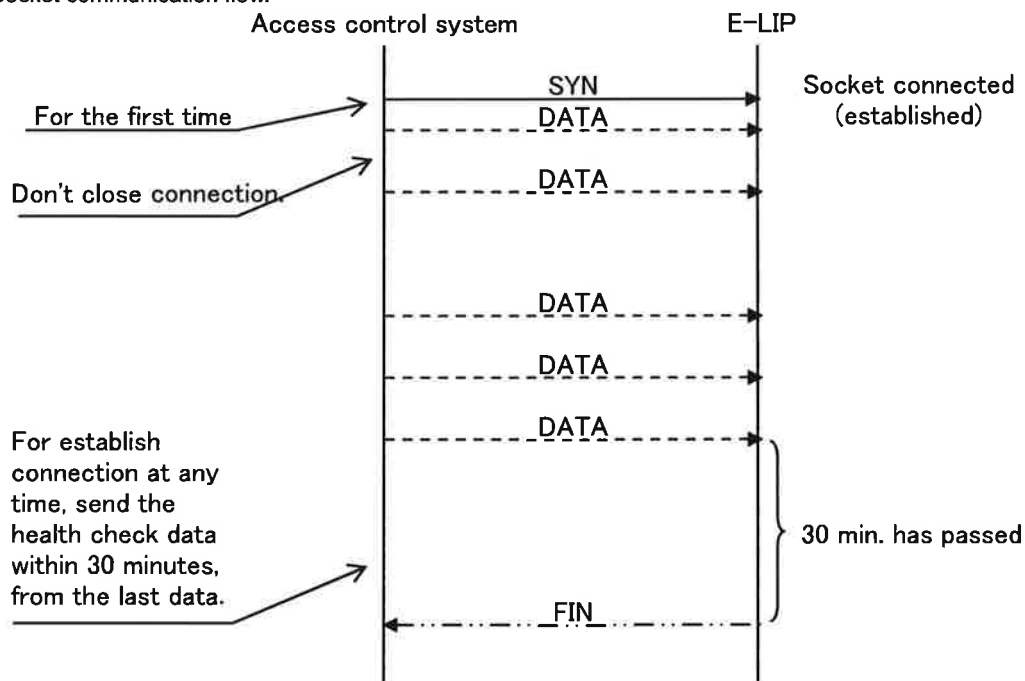 Socket communication flow.
Access control system
E-LIP
SYN
Socket connected
(established)
For the first time
DATA
Don't close connection.
DATA
DATA
DATA
DATA
For establish
connection at any
time, send the
health check data
within 30 minutes,
from the last data.
30 min. has passed
FIN